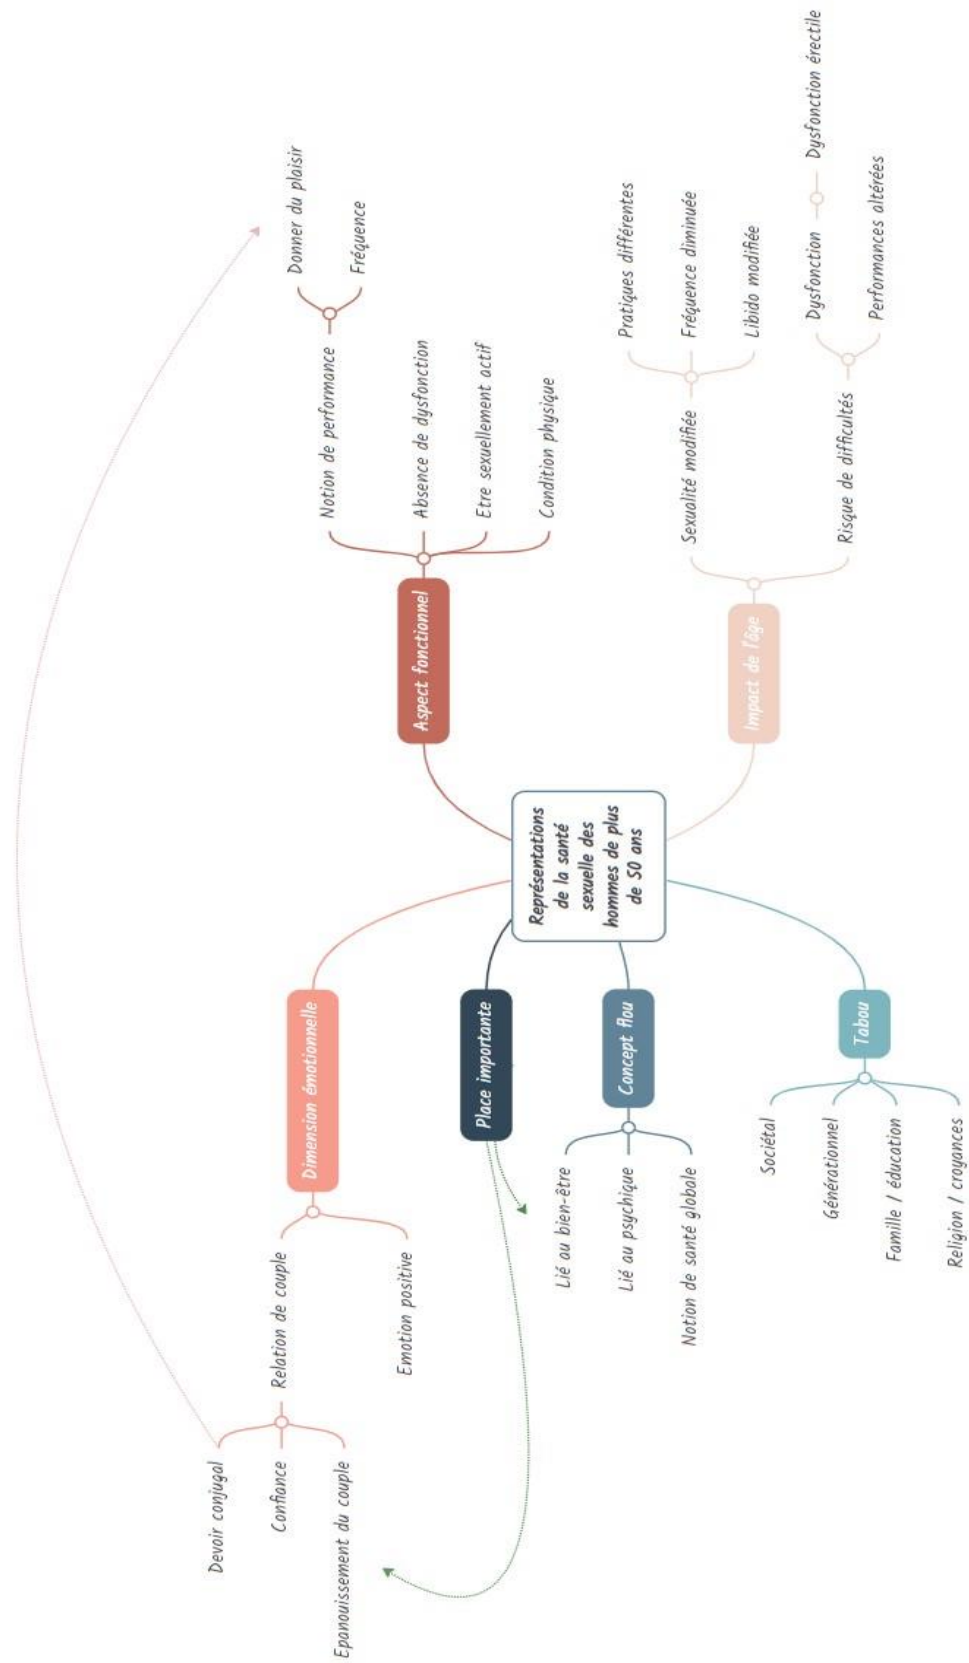 Représentations
de la santé
sexuelle des
hommes de plus
de 50 ans
Dimension émotionnelle
Relation de couple
Devoir conjugal
Confiance
Epanouissement du couple
Emotion positive
Place importante
Concept flou
Lié au bien-être
Lié au psychique
Notion de santé globale
Tabou
Sociétal
Générationnel
Famille / éducation
Religion / croyances
Aspect fonctionnel
Notion de performance
Donner du plaisir
Fréquence
Absence de dysfonction
Etre sexuellement actif
Condition physique
Impact de l'âge
Sexualité modifiée
Pratiques différentes
Fréquence diminuée
Libido modifiée
Risque de difficultés
Dysfonction
Dysfonction érectile
Performances altérées